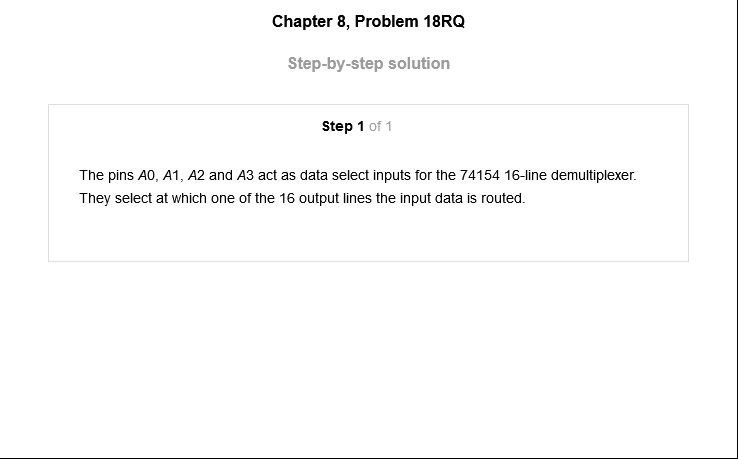 Chapter 8, Problem 18RQ
Step-by-step solution
Step 1 of 1
The pins A0, A1, A2 and A3 act as data select inputs for the 74154 16-line demultiplexer.
They select at which one of the 16 output lines the input data is routed.